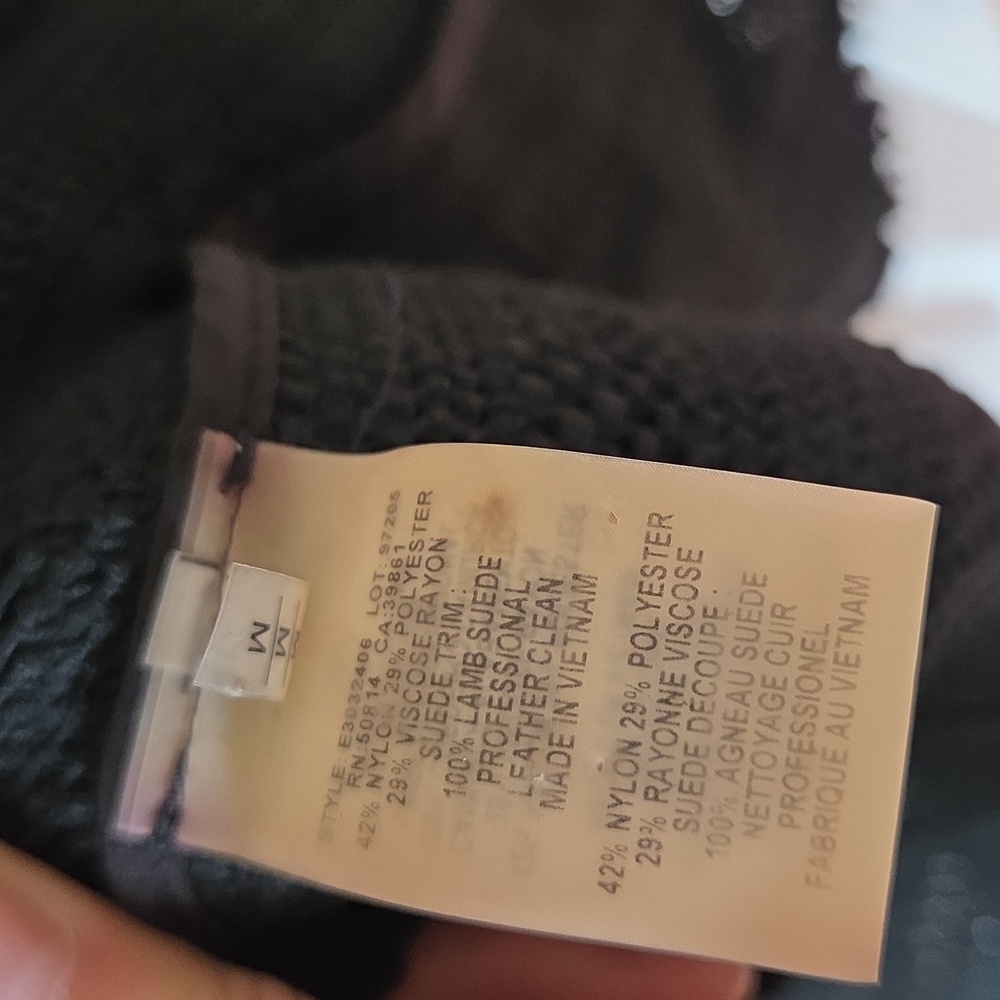 M
M
STYLE: E3032406 LOT:97205
RN:50814 CA:39861
42% NYLON 29% POLYESTER
29% VISCOSE RAYON
SUEDE TRIM:
100% LAMB SUEDE
PROFESSIONAL
LEATHER CLEAN
MADE IN VIETNAM
42% NYLON 29% POLYESTER
29% RAYONNE VISCOSE
SUEDE DECOUPE:
100% AGNEAU SUEDE
NETTOYAGE CUIR
PROFESSIONEL
FABRIQUE AU VIETNAM